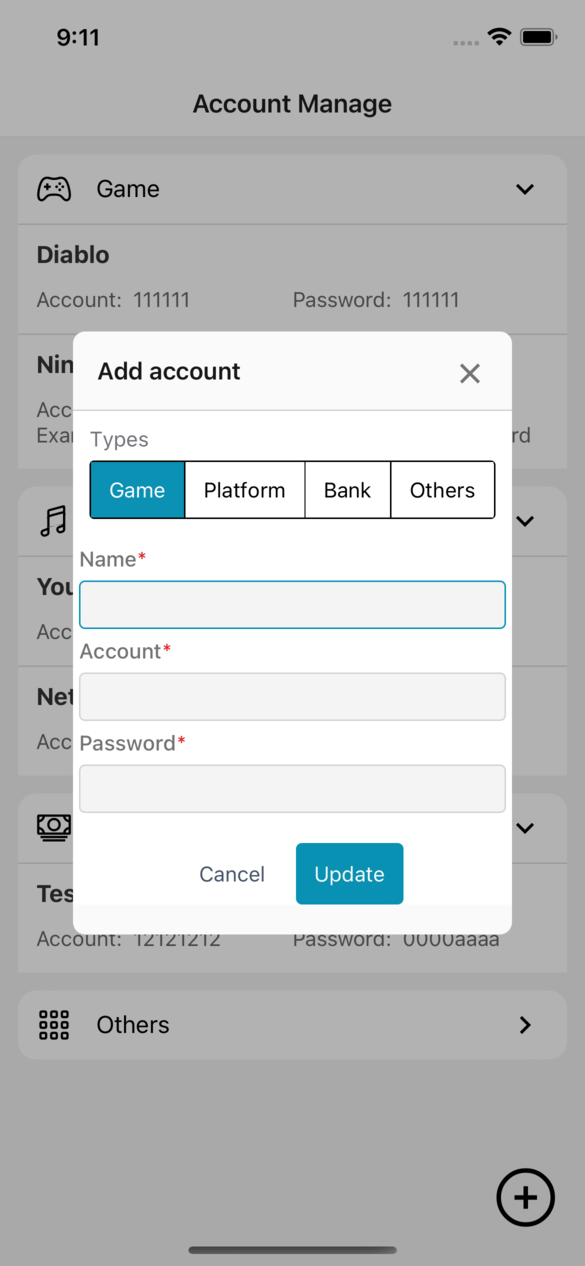 9:11
Account Manage
Game
Diablo
Account: 111111 Password: 111111
Nin
Acc
Exa rd
Add account
Types
Game Platform Bank Others
Name*
You
Acc
Account*
Net
Acc
Password*
Cancel Update
Tes
Account: 12121212 Password: 0000aaaa
Others